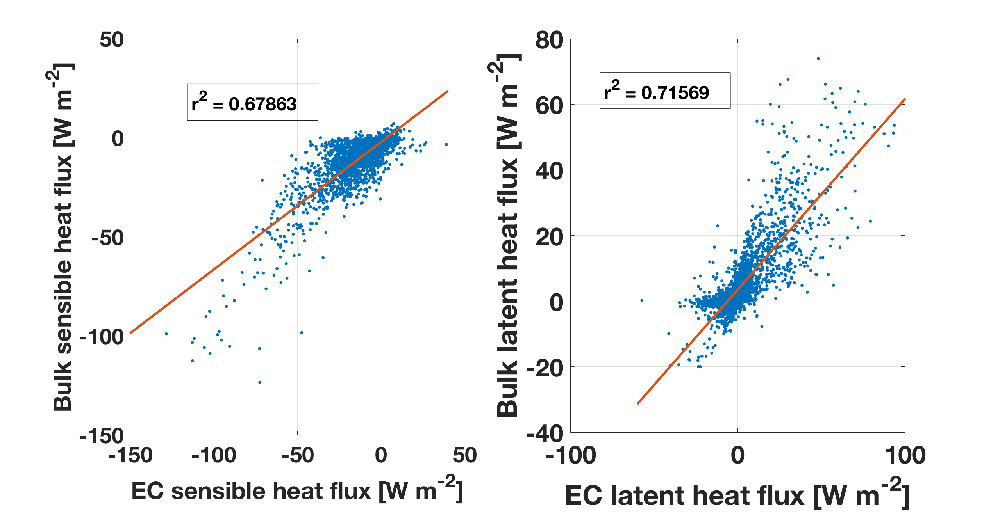 50
0
-50
-100
-150
-150 -100 -50 0 50
Bulk sensible heat flux [W m-2]
EC sensible heat flux [W m-2]
r2 = 0.67863
80
60
40
20
0
-20
-40
-100 0 100
Bulk latent heat flux [W m-2]
EC latent heat flux [W m-2]
r2 = 0.71569